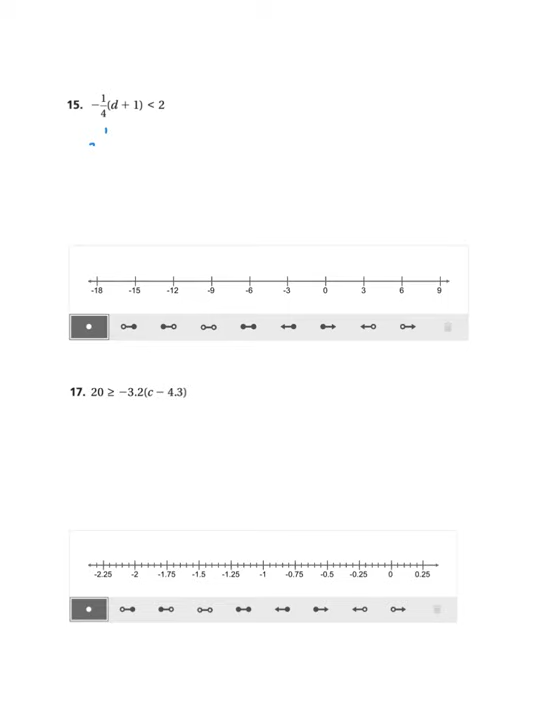 15. −1/4(d + 1) < 2
-18 -15 -12 -9 -6 -3 0 3 6 9
17. 20 ≥ −3.2(c − 4.3)
-2.25 -2 -1.75 -1.5 -1.25 -1 -0.75 -0.5 -0.25 0 0.25